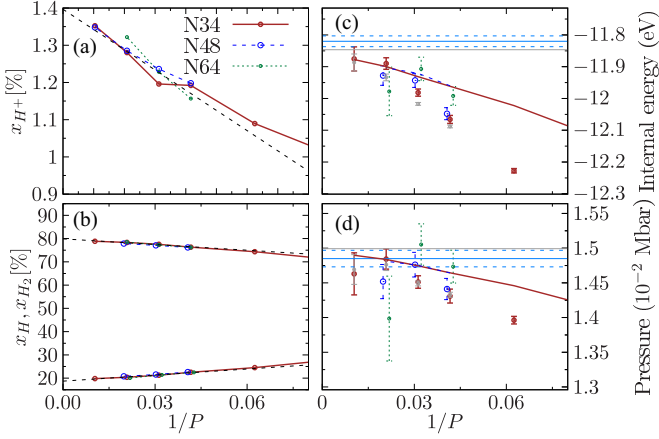 N34
N48
N64
(a)
1.4
1.3
1.2
1.1
1
0.9
x_{H^+}[%]
(c)
−11.8
−11.9
−12
−12.1
−12.2
−12.3
Internal energy (eV)
(b)
90
80
70
60
50
40
30
20
x_H, x_{H_2}[%]
0.00
0.03
0.06
1/P
(d)
1.55
1.5
1.45
1.4
1.35
1.3
Pressure (10^{−2} Mbar)
0
0.03
0.06
1/P